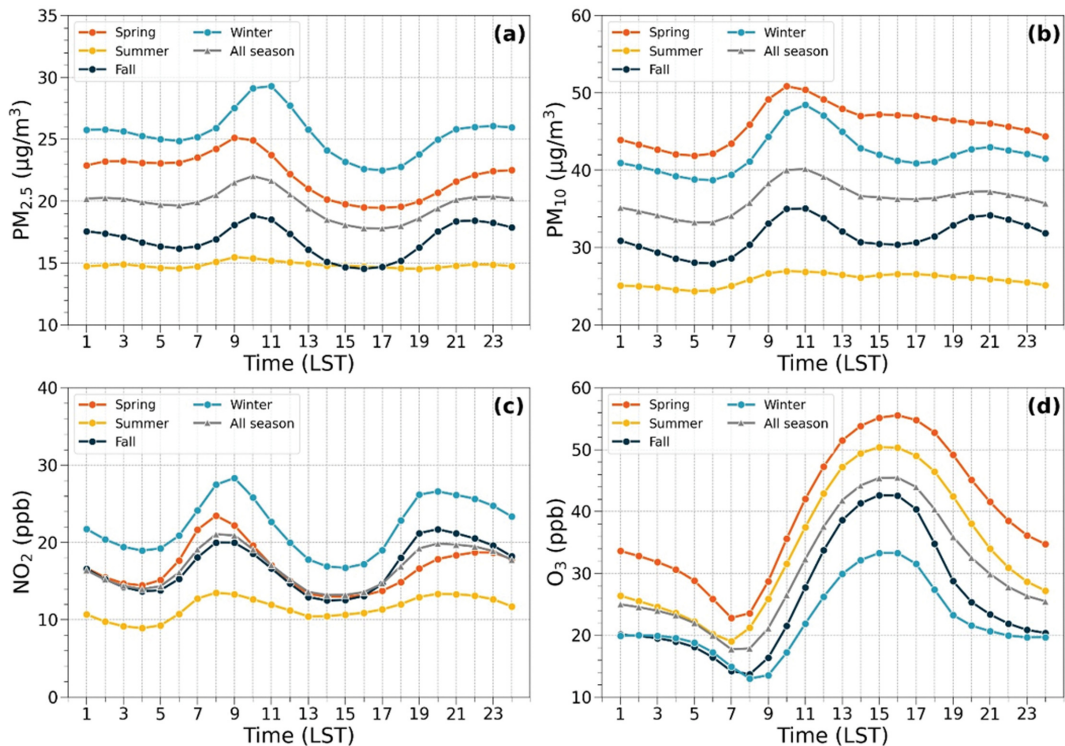 35
30
25
20
15
10
PM2.5 (μg/m³)
Spring
Summer
Fall
Winter
All season
(a)
1 3 5 7 9 11 13 15 17 19 21 23
Time (LST)
60
50
40
30
20
PM10 (μg/m³)
Spring
Summer
Fall
Winter
All season
(b)
1 3 5 7 9 11 13 15 17 19 21 23
Time (LST)
40
30
20
10
0
NO2 (ppb)
Spring
Summer
Fall
Winter
All season
(c)
1 3 5 7 9 11 13 15 17 19 21 23
Time (LST)
60
50
40
30
20
10
O3 (ppb)
Spring
Summer
Fall
Winter
All season
(d)
1 3 5 7 9 11 13 15 17 19 21 23
Time (LST)